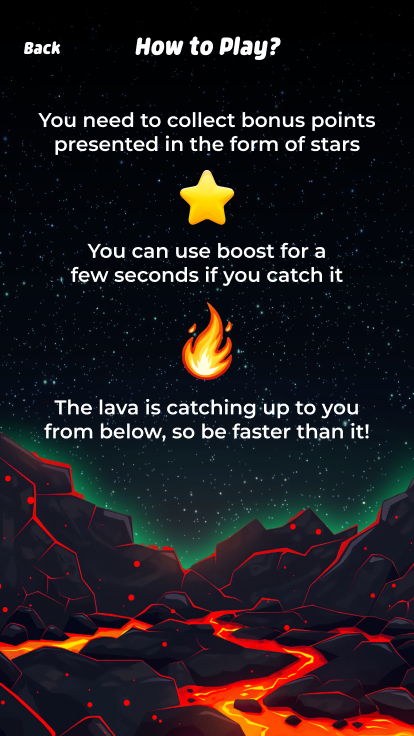 Back
How to Play?
You need to collect bonus points
presented in the form of stars
You can use boost for a
few seconds if you catch it
The lava is catching up to you
from below, so be faster than it!